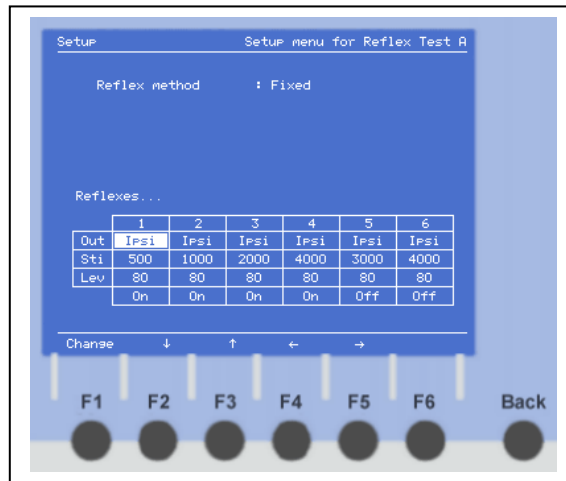 Setup Setup menu for Reflex Test A
Reflex method : Fixed
Reflexes...
1 2 3 4 5 6
Out Ipsi Ipsi Ipsi Ipsi Ipsi Ipsi
Sti 500 1000 2000 4000 3000 4000
Lev 80 80 80 80 80 80
On On On On Off Off
Change ↓ ↑ ← →
F1 F2 F3 F4 F5 F6 Back